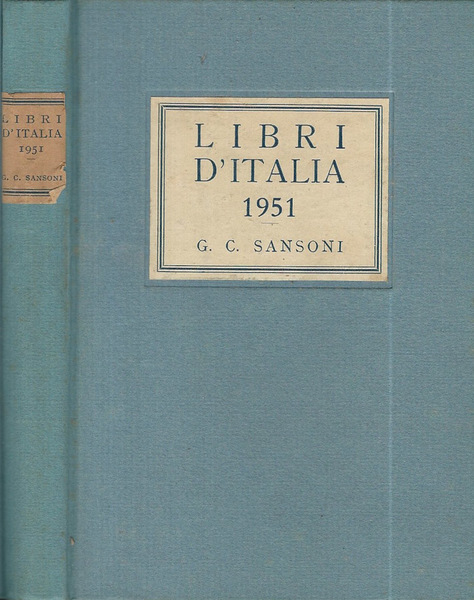 LIBRI
D'ITALIA
1951
G. C. SANSONI
LIBRI
D'ITALIA
1951
G. C. SANSONI